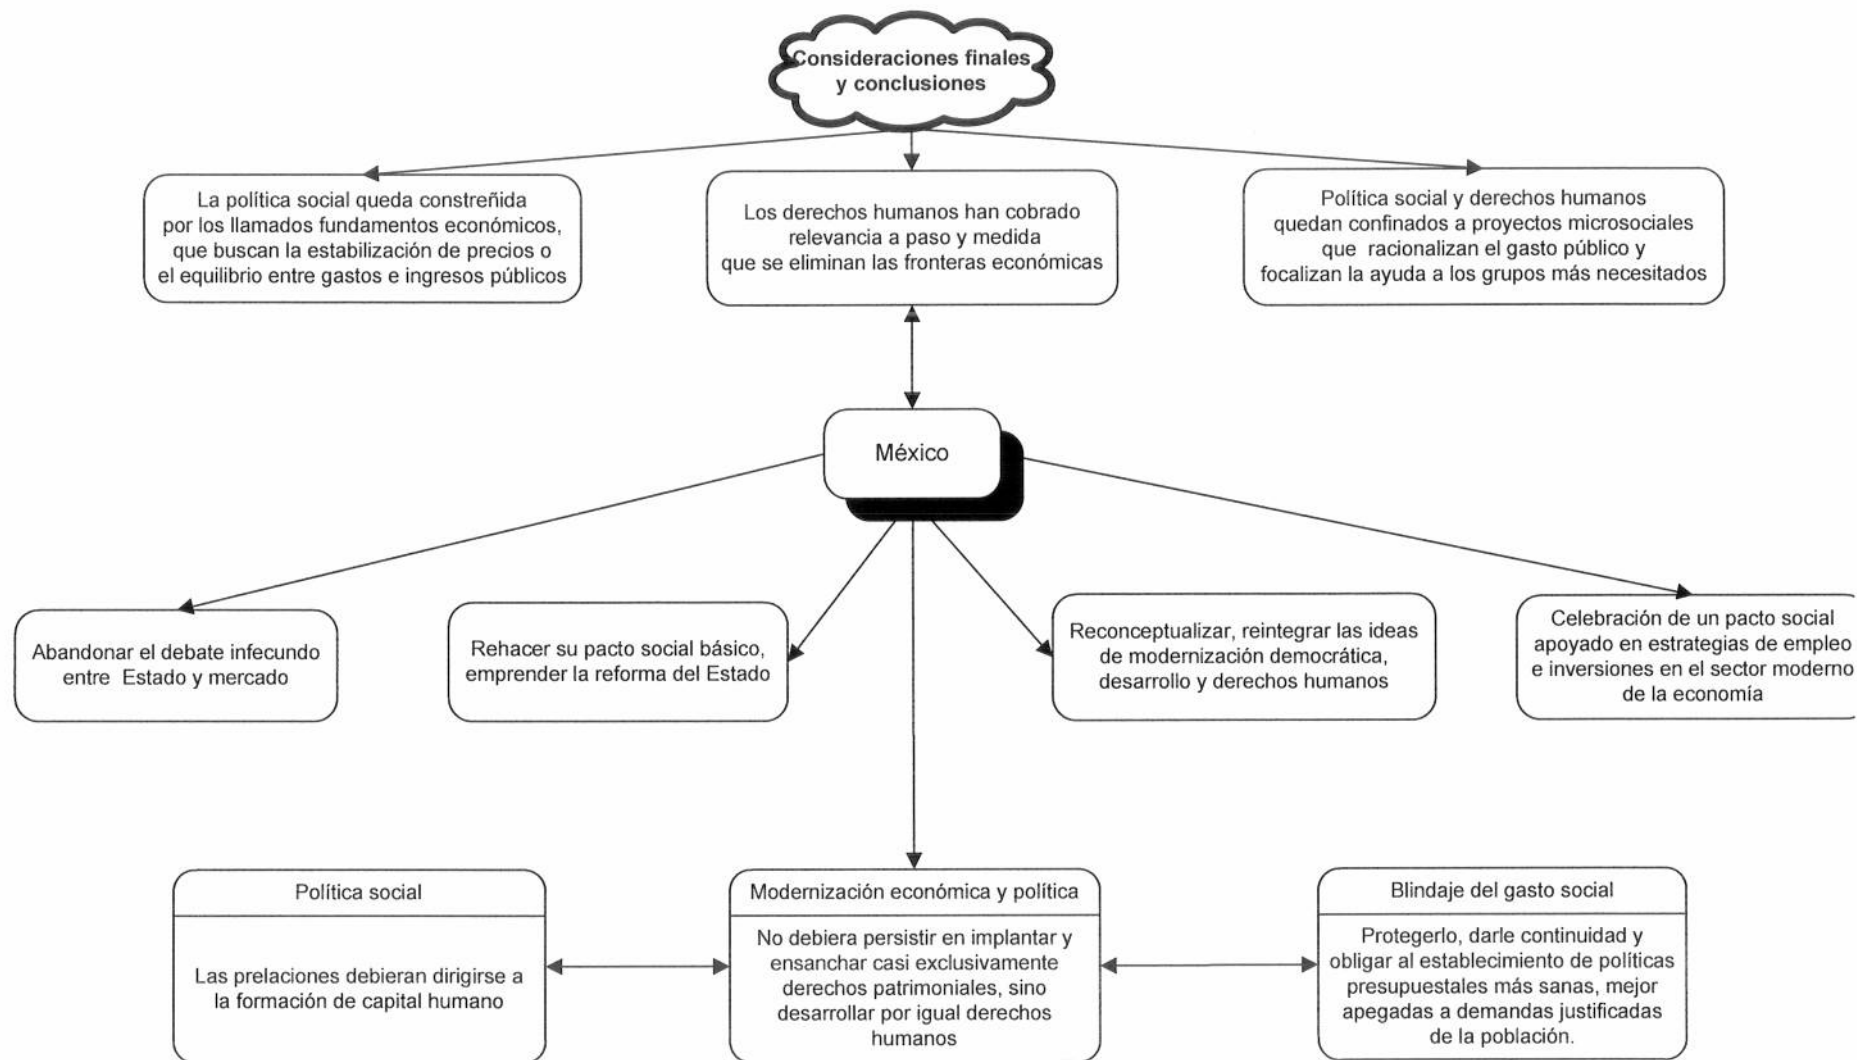 Consideraciones finales
y conclusiones
La política social queda constreñida
por los llamados fundamentos económicos,
que buscan la estabilización de precios o
el equilibrio entre gastos e ingresos públicos
Los derechos humanos han cobrado
relevancia a paso y medida
que se eliminan las fronteras económicas
Política social y derechos humanos
quedan confinados a proyectos microsociales
que racionalizan el gasto público y
focalizan la ayuda a los grupos más necesitados
México
Abandonar el debate infecundo
entre Estado y mercado
Rehacer su pacto social básico,
emprender la reforma del Estado
Reconceptualizar, reintegrar las ideas
de modernización democrática,
desarrollo y derechos humanos
Celebración de un pacto social
apoyado en estrategias de empleo
e inversiones en el sector moderno
de la economía
Política social
Las prelaciones debieran dirigirse a
la formación de capital humano
Modernización económica y política
No debiera persistir en implantar y
ensanchar casi exclusivamente
derechos patrimoniales, sino
desarrollar por igual derechos
humanos
Blindaje del gasto social
Protegerlo, darle continuidad y
obligar al establecimiento de políticas
presupuestales más sanas, mejor
apegadas a demandas justificadas
de la población.